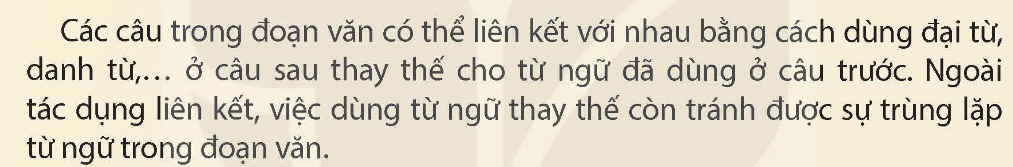 Các câu trong đoạn văn có thể liên kết với nhau bằng cách dùng đại từ,
danh từ,... ở câu sau thay thế cho từ ngữ đã dùng ở câu trước. Ngoài
tác dụng liên kết, việc dùng từ ngữ thay thế còn tránh được sự trùng lặp
từ ngữ trong đoạn văn.